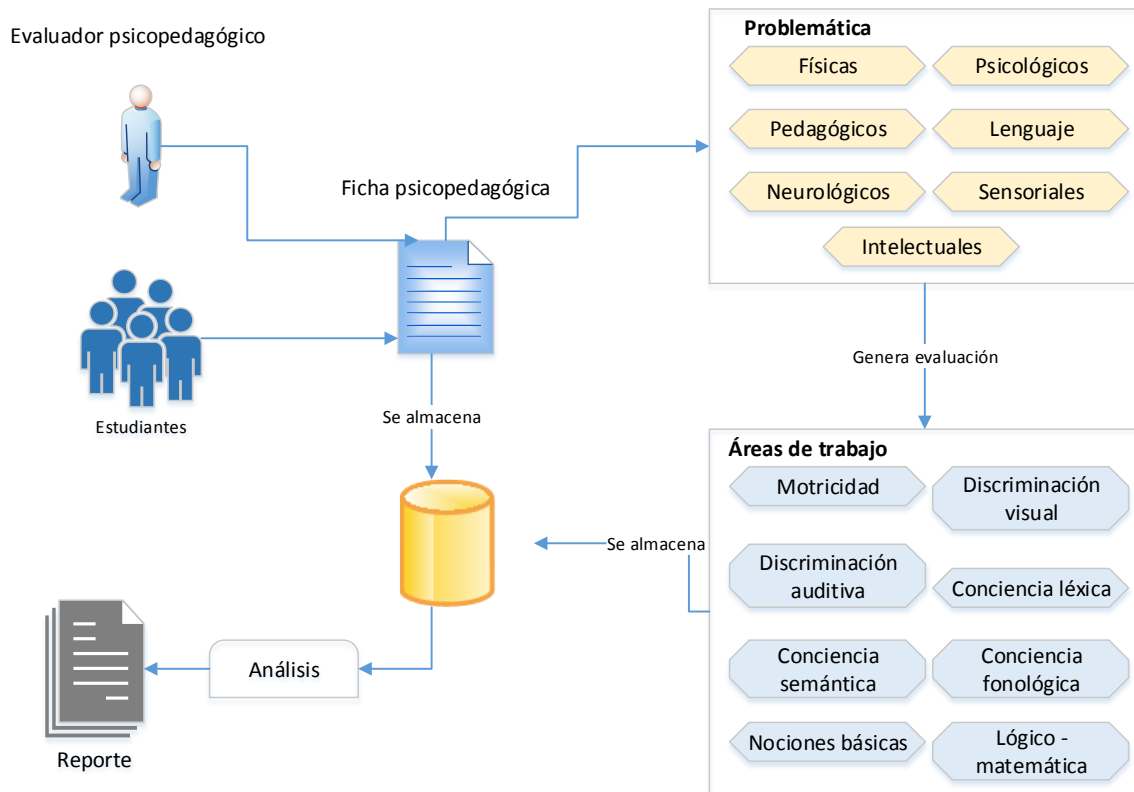 Evaluador psicopedagógico
Problemática
Físicas
Psicológicos
Pedagógicos
Lenguaje
Neurológicos
Sensoriales
Intelectuales
Ficha psicopedagógica
Estudiantes
Se almacena
Genera evaluación
Áreas de trabajo
Motricidad
Discriminación
visual
Discriminación
auditiva
Conciencia léxica
Conciencia
semántica
Conciencia
fonológica
Nociones básicas
Lógico -
matemática
Se almacena
Análisis
Reporte